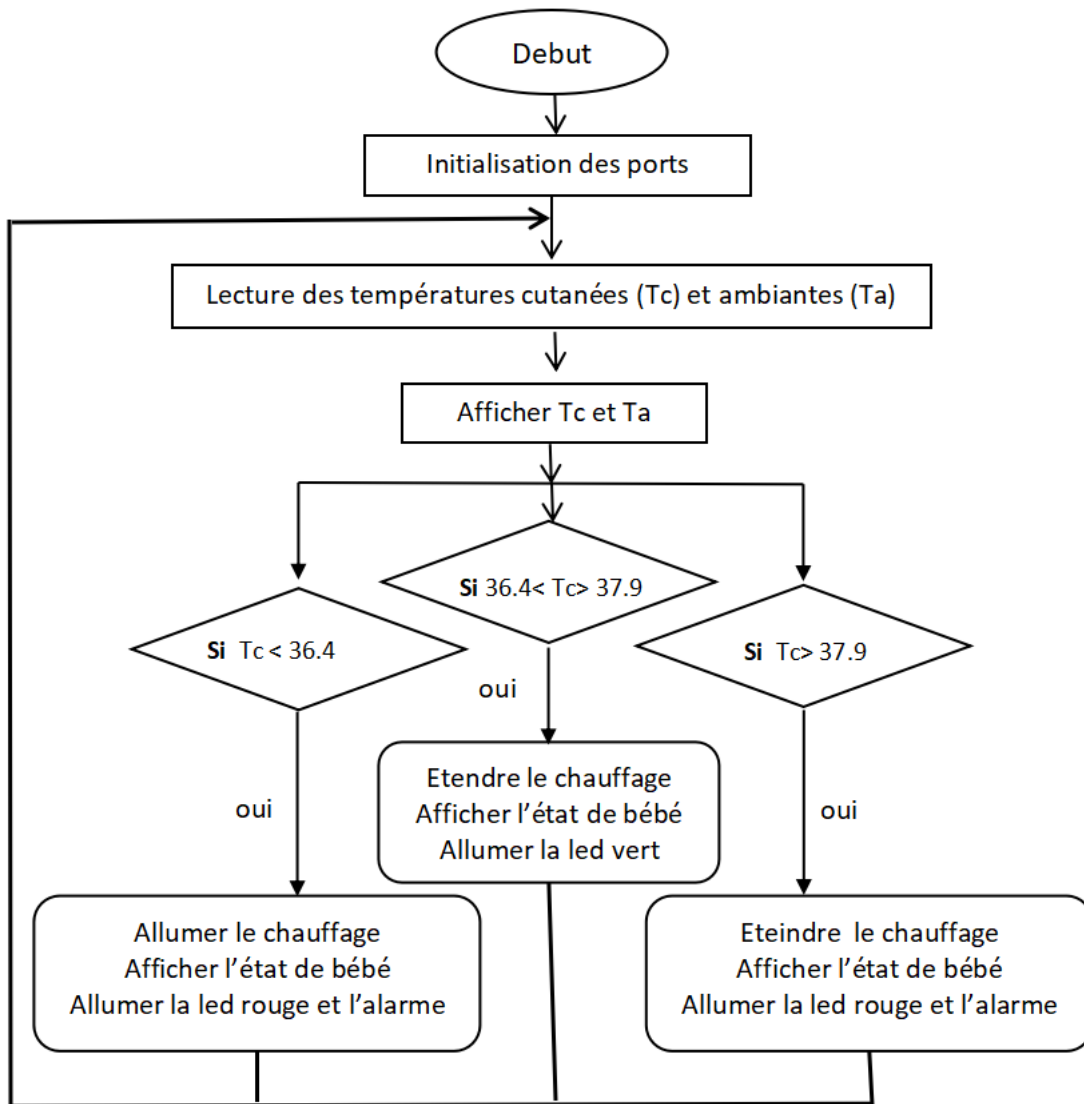 Debut
Initialisation des ports
Lecture des températures cutanées (Tc) et ambiantes (Ta)
Afficher Tc et Ta
Si 36.4< Tc> 37.9
Si Tc < 36.4
Si Tc> 37.9
oui
Etendre le chauffage
Afficher l'état de bébé
Allumer la led vert
oui
oui
Allumer le chauffage
Afficher l'état de bébé
Allumer la led rouge et l'alarme
Eteindre le chauffage
Afficher l'état de bébé
Allumer la led rouge et l'alarme